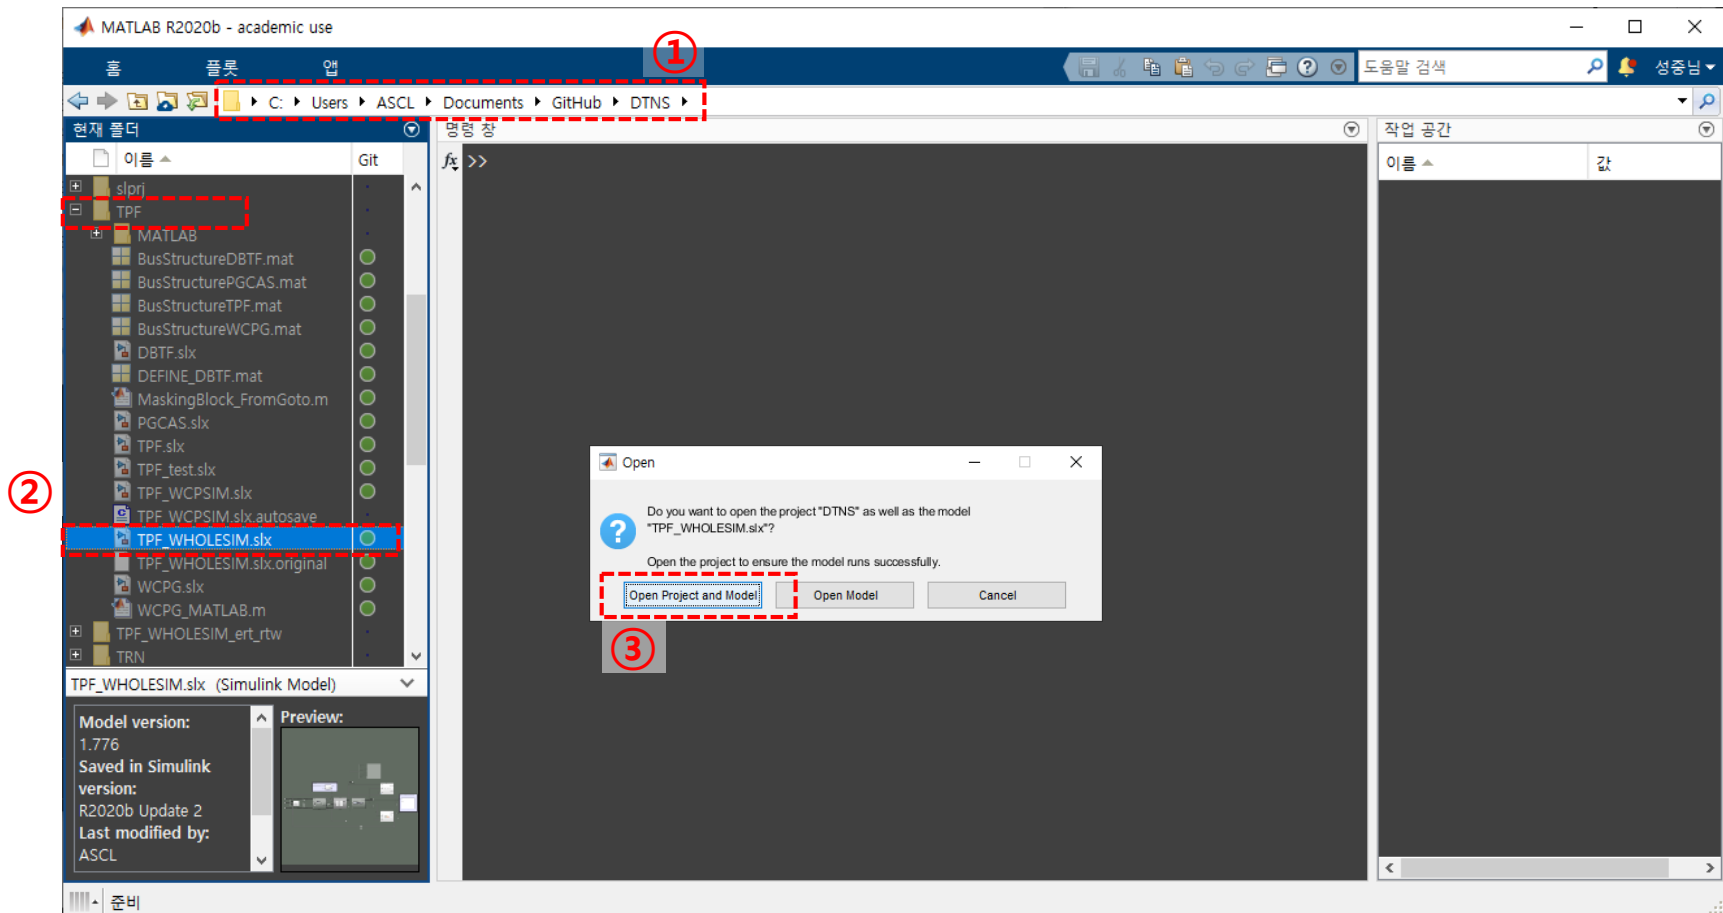 MATLAB R2020b - academic use
①
홈 플롯 앱
도움말 검색
성중님
C: Users ASCL Documents GitHub DTNS
현재 폴더
명령 창
작업 공간
이름 Git
fx >>
이름 값
slprj
TPF
MATLAB
BusStructureDBTF.mat
BusStructurePGCAS.mat
BusStructureTPF.mat
BusStructureWCPG.mat
DBTF.slx
DEFINE_DBTF.mat
MaskingBlock_FromGoto.m
PGCAS.slx
TPF.slx
TPF_test.slx
②
TPF_WCPSIM.slx
TPF_WCPSIM.slx.autosave
TPF_WHOLESIM.slx
TPF_WHOLESIM.slx.original
WCPG.slx
WCPG_MATLAB.m
TPF_WHOLESIM_ert_rtw
TRN
Open
Do you want to open the project "DTNS" as well as the model
"TPF_WHOLESIM.slx"?
Open the project to ensure the model runs successfully.
Open Project and Model Open Model Cancel
③
TPF_WHOLESIM.slx (Simulink Model)
Model version:
1.776
Saved in Simulink
version:
R2020b Update 2
Last modified by:
ASCL
Preview:
준비